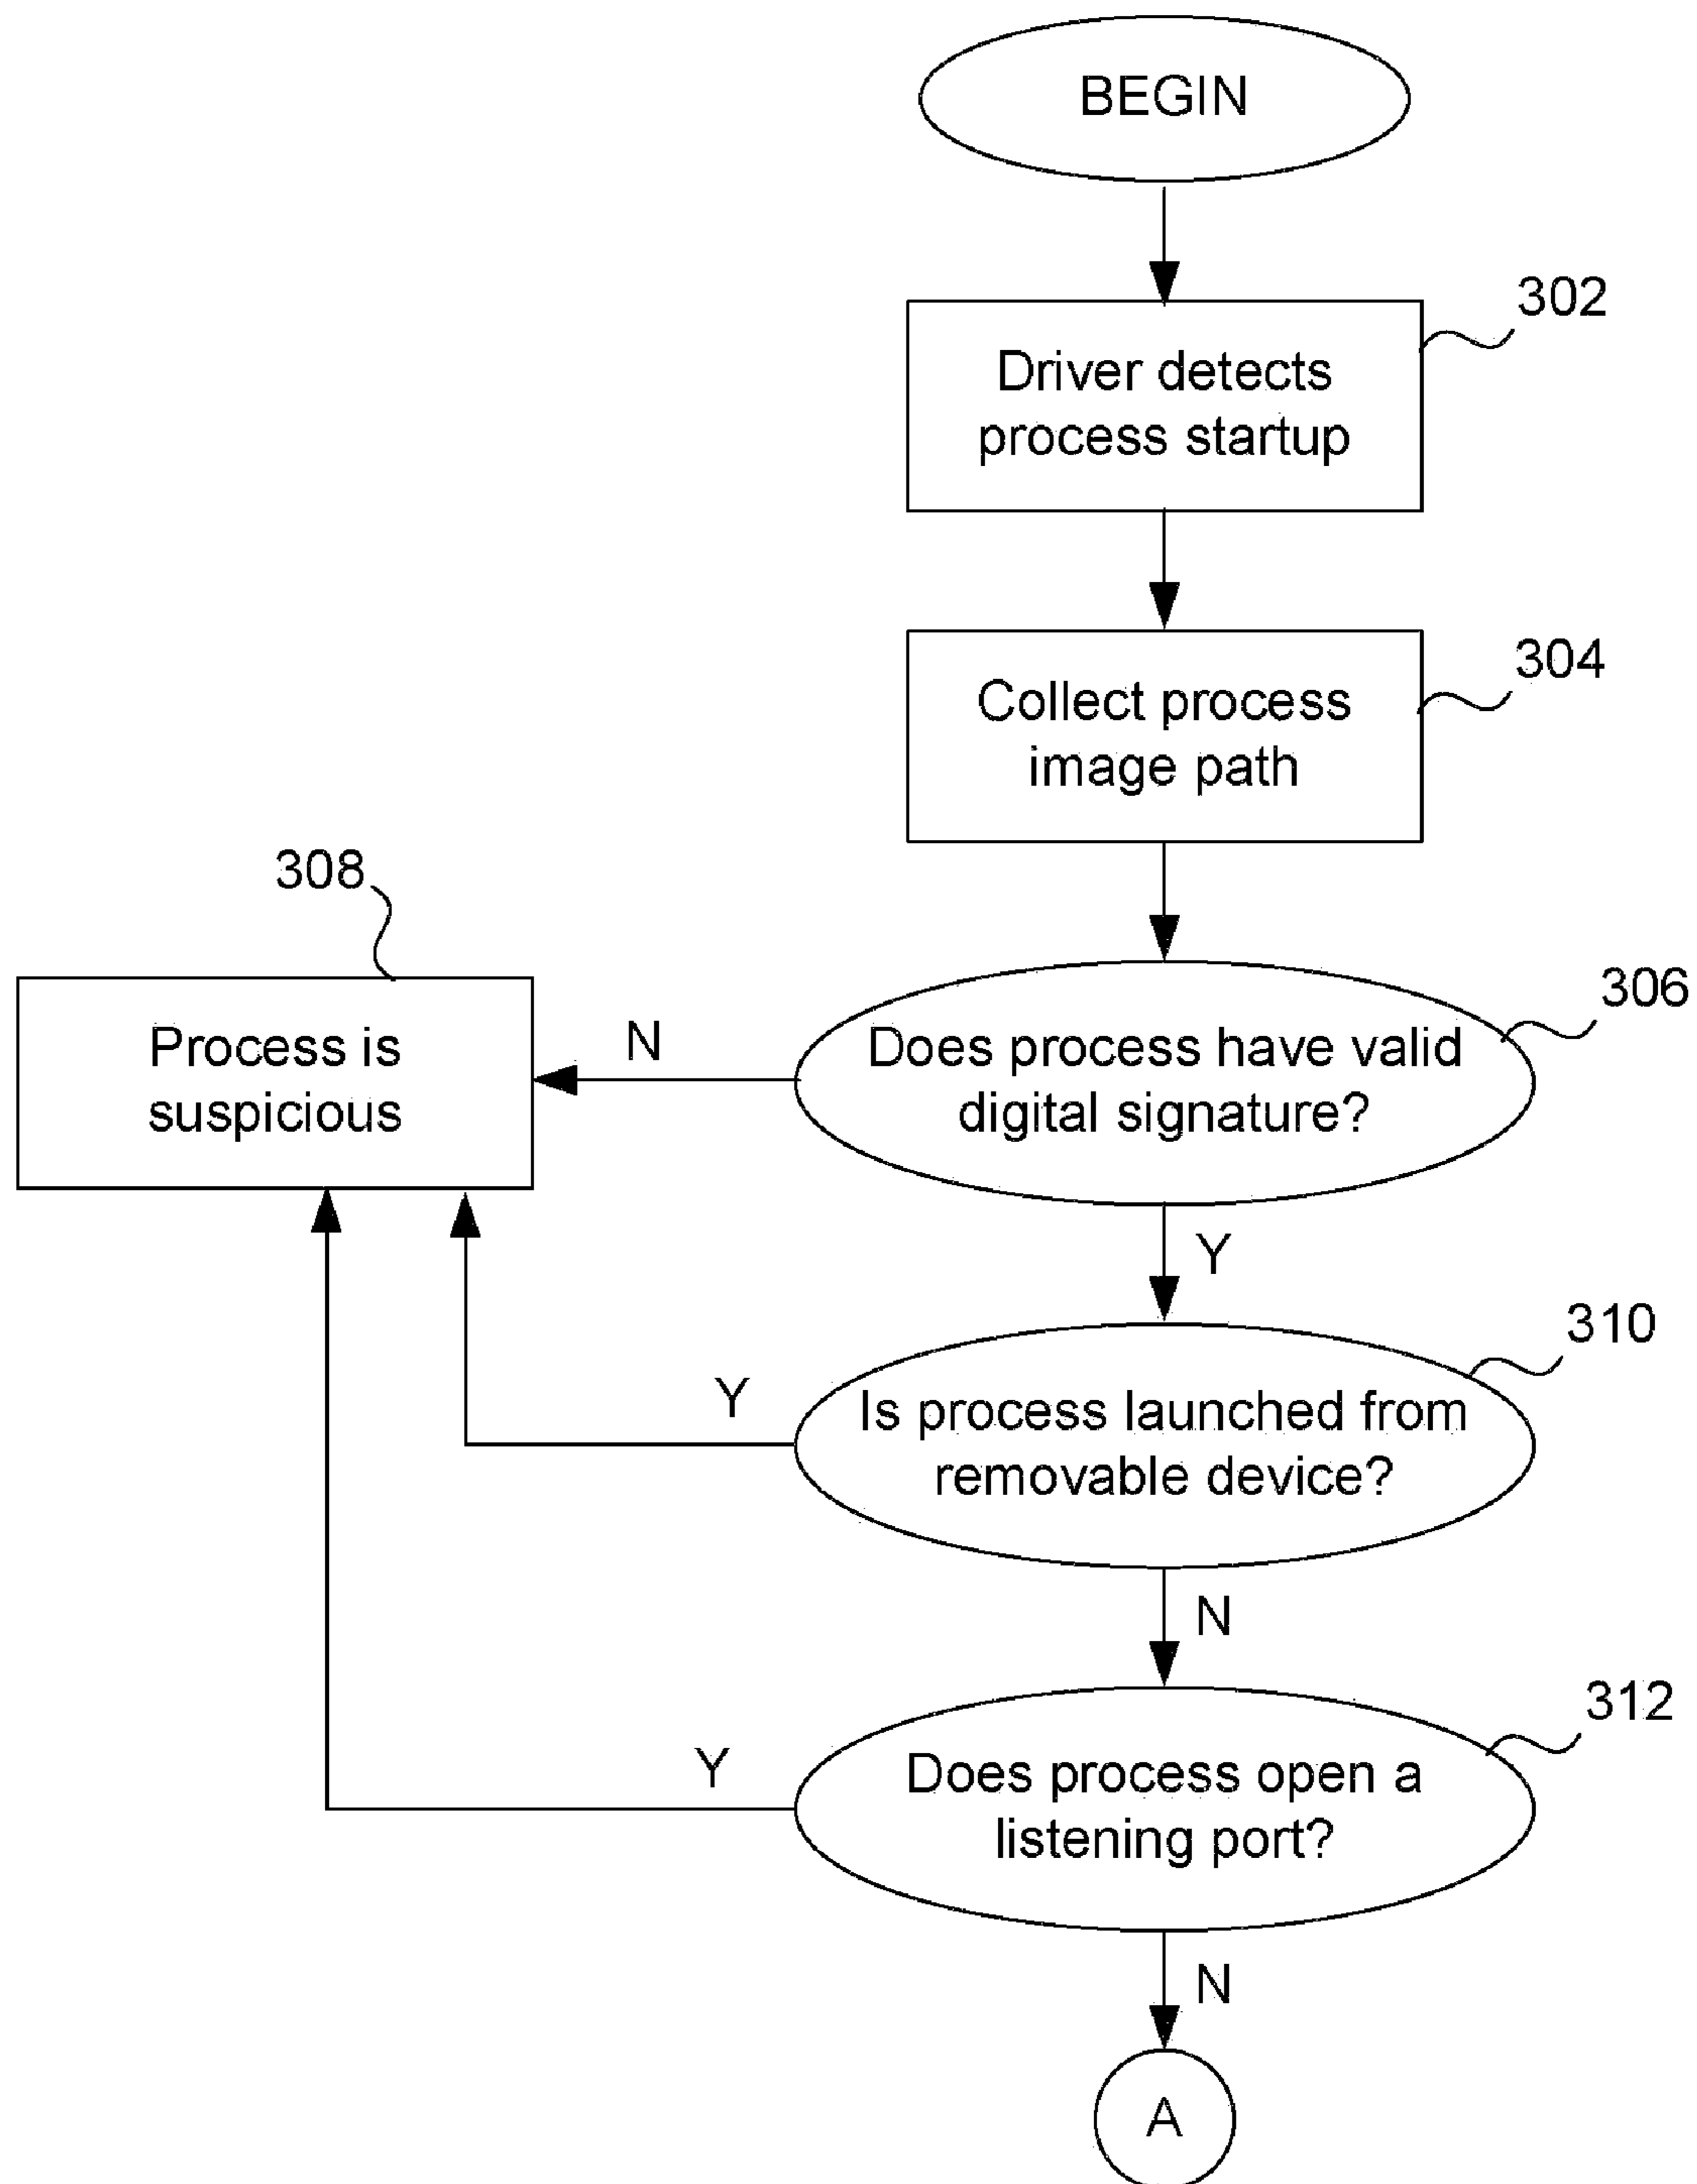 BEGIN
302
Driver detects
process startup
304
Collect process
image path
308
306
Process is
suspicious
N
Does process have valid
digital signature?
Y
310
Y
Is process launched from
removable device?
N
312
Y
Does process open a
listening port?
N
A